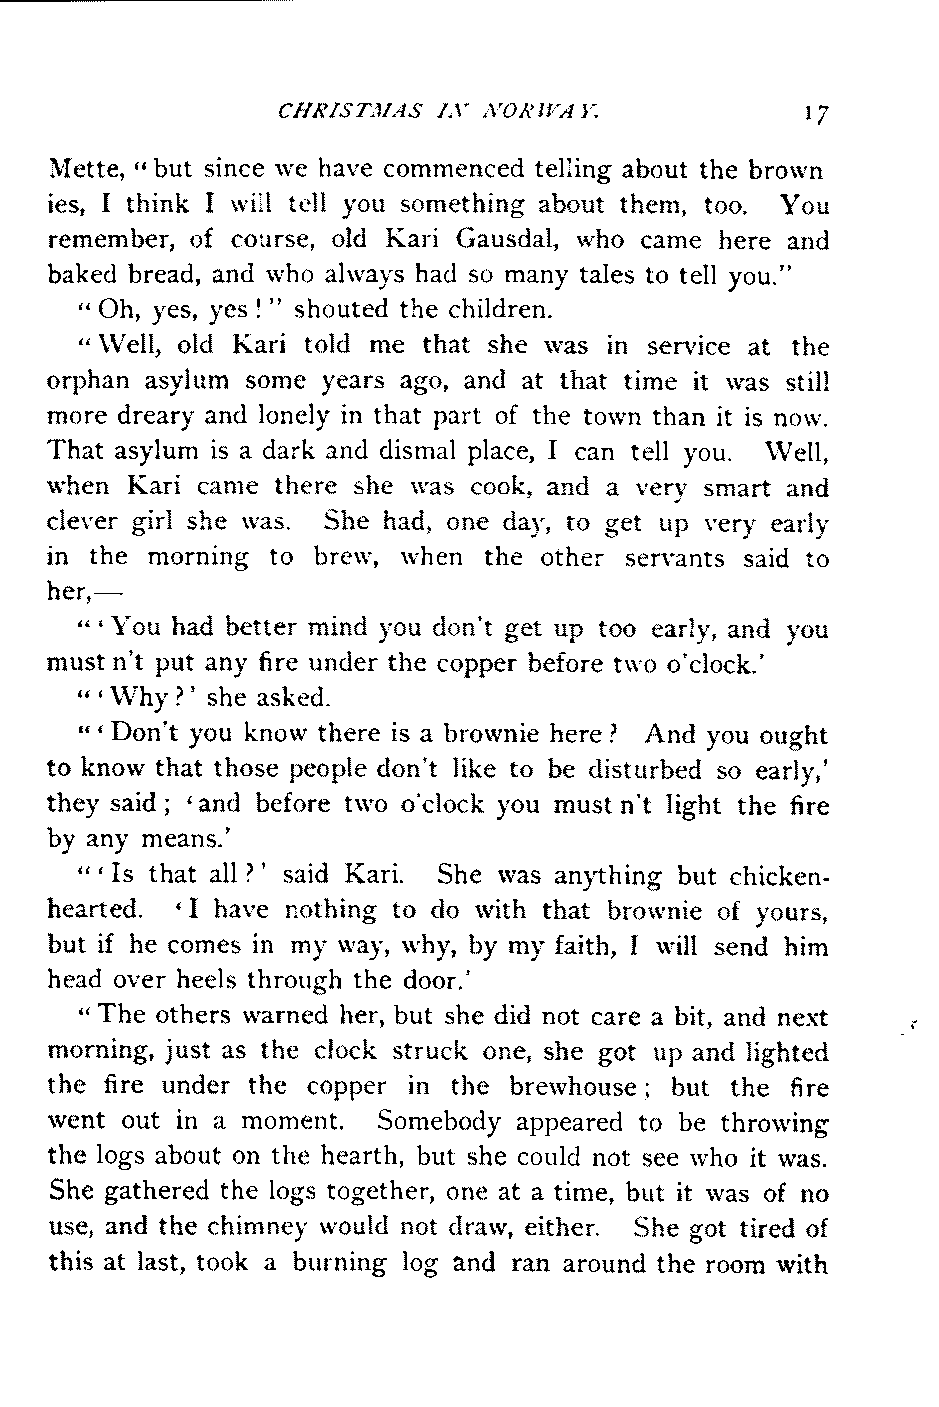 CHRISTMAS IN NORWAY. 17
Mette, “but since we have commenced telling about the brown
ies, I think I will tell you something about them, too. You
remember, of course, old Kari Gausdal, who came here and
baked bread, and who always had so many tales to tell you.”
“Oh, yes, yes!” shouted the children.
“Well, old Kari told me that she was in service at the
orphan asylum some years ago, and at that time it was still
more dreary and lonely in that part of the town than it is now.
That asylum is a dark and dismal place, I can tell you. Well,
when Kari came there she was cook, and a very smart and
clever girl she was. She had, one day, to get up very early
in the morning to brew, when the other servants said to
her,—
“‘You had better mind you don't get up too early, and you
must n't put any fire under the copper before two o'clock.’
“‘Why?’ she asked.
“‘Don't you know there is a brownie here? And you ought
to know that those people don't like to be disturbed so early,’
they said; ‘and before two o'clock you must n't light the fire
by any means.’
“‘Is that all?’ said Kari. She was anything but chicken-
hearted. ‘I have nothing to do with that brownie of yours,
but if he comes in my way, why, by my faith, I will send him
head over heels through the door.’
“The others warned her, but she did not care a bit, and next
morning, just as the clock struck one, she got up and lighted
the fire under the copper in the brewhouse; but the fire
went out in a moment. Somebody appeared to be throwing
the logs about on the hearth, but she could not see who it was.
She gathered the logs together, one at a time, but it was of no
use, and the chimney would not draw, either. She got tired of
this at last, took a burning log and ran around the room with